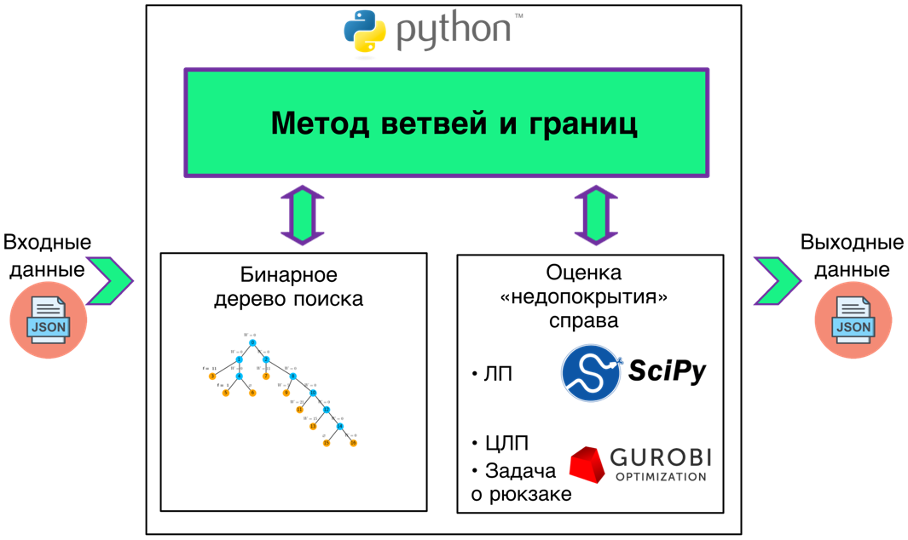 python™
Метод ветвей и границ
Входные
данные
JSON
Бинарное
дерево поиска
Оценка
«недопокрытия»
справа
• ЛП
SciPy
• ЦЛП
• Задача
о рюкзаке
GUROBI
OPTIMIZATION
Выходные
данные
JSON